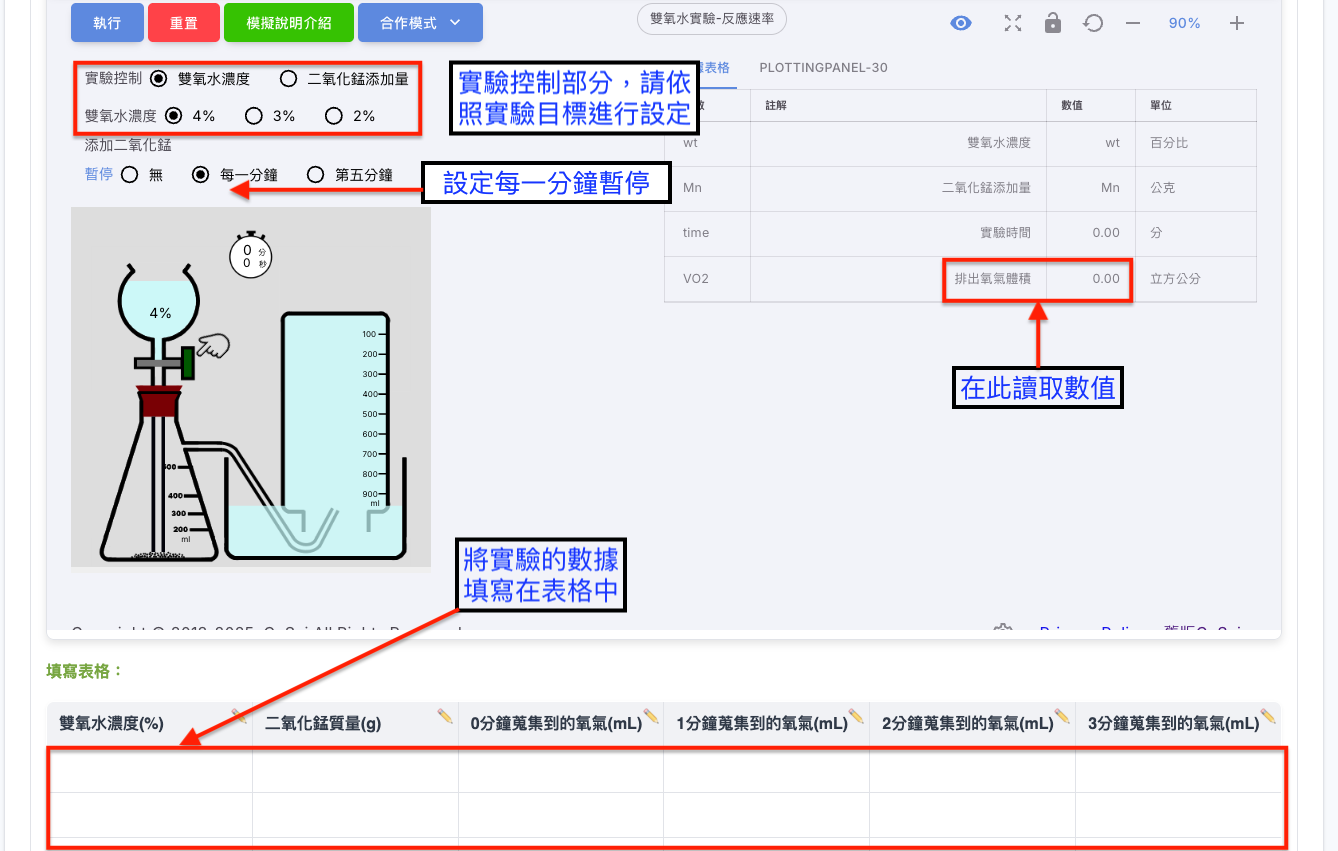 執行
重置
模擬說明介紹
合作模式
雙氧水實驗-反應速率
90%
實驗控制 雙氧水濃度 二氧化錳添加量
雙氧水濃度 4% 3% 2%
添加二氧化錳
暫停 無 每一分鐘 第五分鐘
實驗控制部分，請依
照實驗目標進行設定
設定每一分鐘暫停
表格 PLOTTINGPANEL-30
註解 數值 單位
wt 雙氧水濃度 wt 百分比
Mn 二氧化錳添加量 Mn 公克
time 實驗時間 0.00 分
VO2 排出氧氣體積 0.00 立方公分
在此讀取數值
0 分
0 秒
4%
100
200
300
400
500
600
700
800
900
ml
400
300
200
ml
將實驗的數據
填寫在表格中
填寫表格：
雙氧水濃度(%) 二氧化錳質量(g) 0分鐘蒐集到的氧氣(mL) 1分鐘蒐集到的氧氣(mL) 2分鐘蒐集到的氧氣(mL) 3分鐘蒐集到的氧氣(mL)